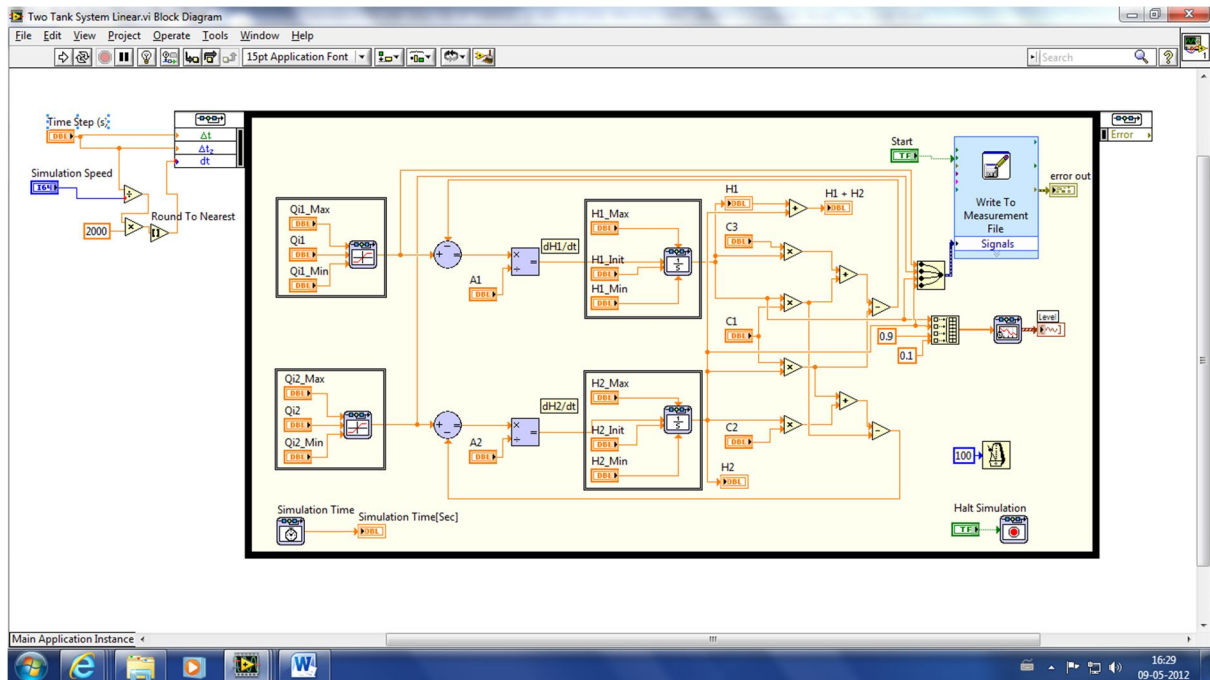 Two Tank System Linear.vi Block Diagram
File Edit View Project Operate Tools Window Help
15pt Application Font
Search
1
Time Step (s)
DBL
Δt
Δt₂
dt
Error
Simulation Speed
I64
÷
2000
×
Round To Nearest
Qi1_Max
DBL
Qi1
DBL
Qi1_Min
DBL
A1
DBL
dH1/dt
H1_Max
DBL
H1_Init
DBL
H1_Min
DBL
1
S
H1
DBL
H1 + H2
DBL
C3
DBL
C1
DBL
Start
TF
Write To
Measurement
File
Signals
error out
0.9
0.1
Level
Qi2_Max
DBL
Qi2
DBL
Qi2_Min
DBL
A2
DBL
dH2/dt
H2_Max
DBL
H2_Init
DBL
H2_Min
DBL
1
S
C2
DBL
H2
DBL
100
Simulation Time
Simulation Time[Sec]
DBL
Halt Simulation
TF
Main Application Instance
16:29
09-05-2012